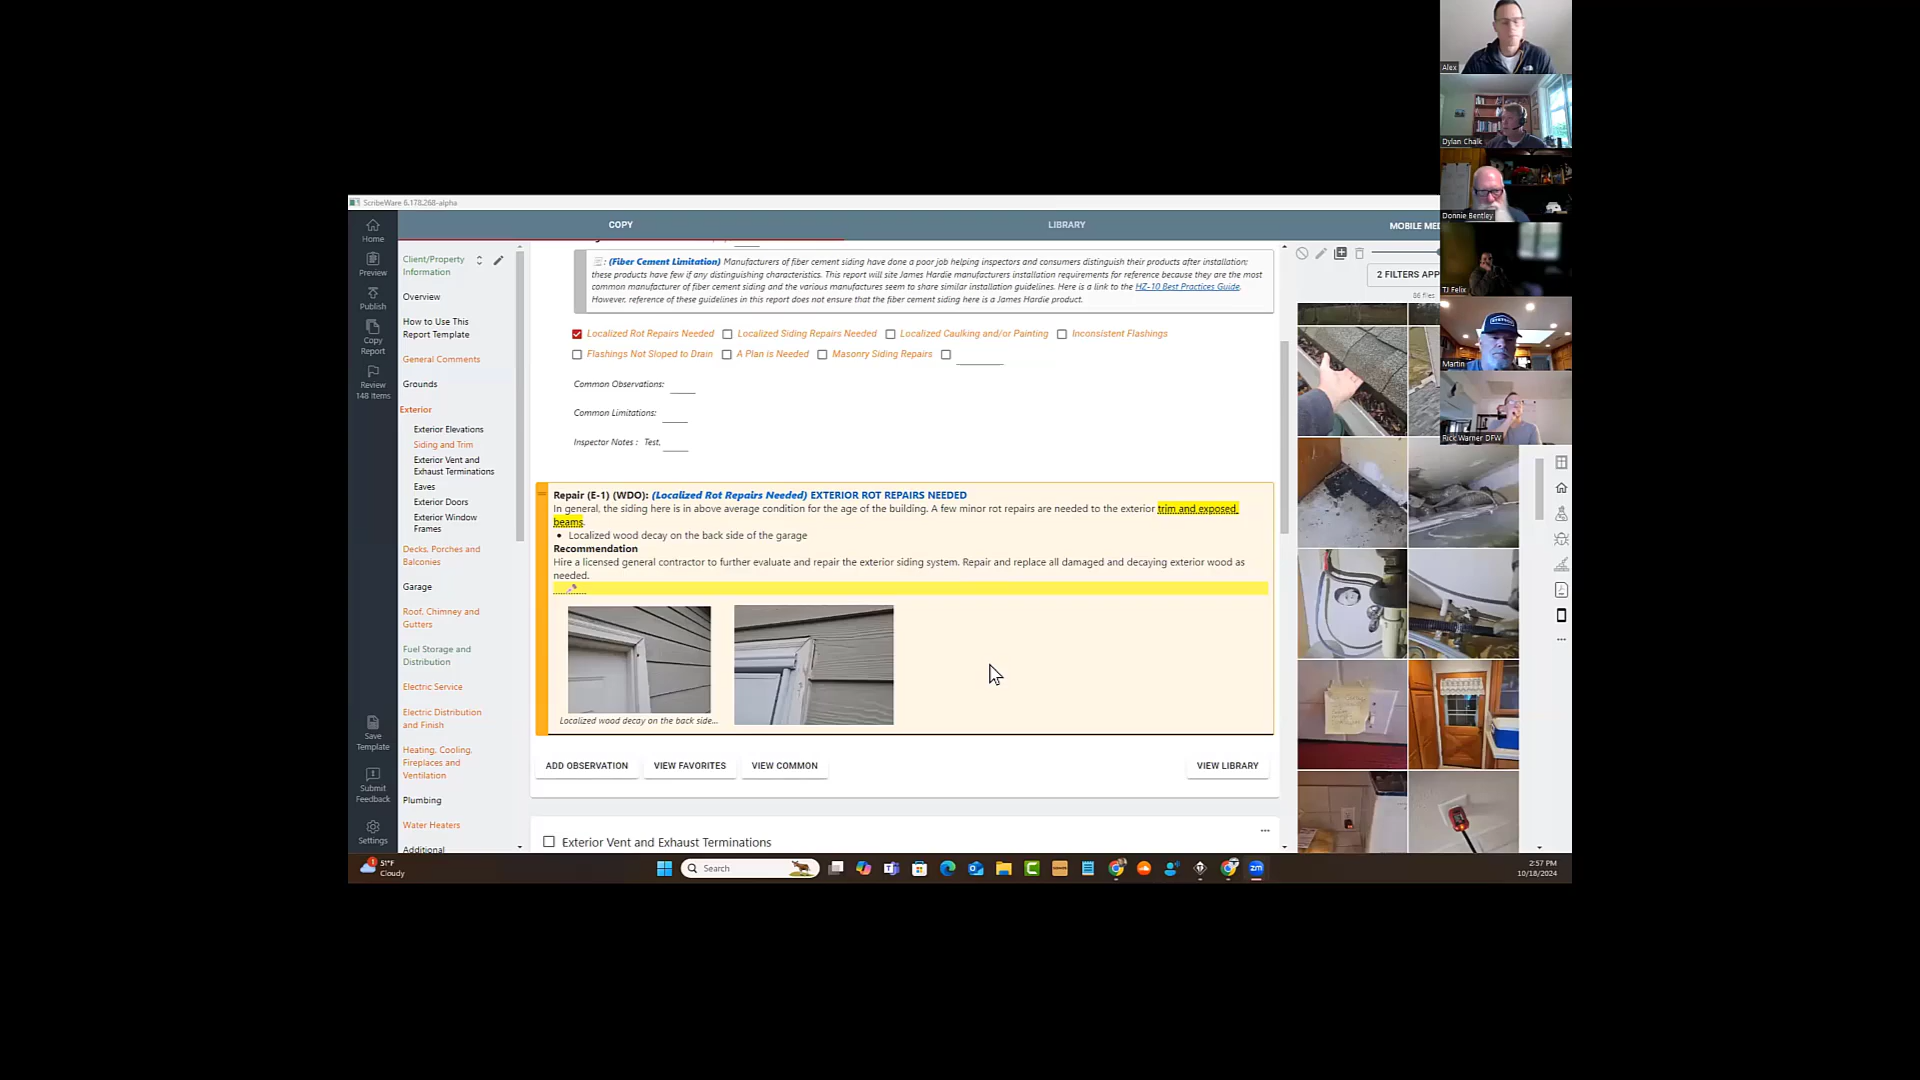 Alex
Dylan Chalk
Donnie Bentley
TJ Felix
Martin
Rick Warner DFW
ScribeWare 6.178.268-alpha
COPY
LIBRARY
MOBILE MED
Home
Preview
Publish
Copy
Report
Review
148 items
Save
Template
Submit
Feedback
Settings
Client/Property
Information
Overview
How to Use This
Report Template
General Comments
Grounds
Exterior
Exterior Elevations
Siding and Trim
Exterior Vent and
Exhaust Terminations
Eaves
Exterior Doors
Exterior Window
Frames
Decks, Porches and
Balconies
Garage
Roof, Chimney and
Gutters
Fuel Storage and
Distribution
Electric Service
Electric Distribution
and Finish
Heating, Cooling,
Fireplaces and
Ventilation
Plumbing
Water Heaters
Additional
: (Fiber Cement Limitation) Manufacturers of fiber cement siding have done a poor job helping inspectors and consumers distinguish their products after installation;
these products have few if any distinguishing characteristics. This report will site James Hardie manufacturers installation requirements for reference because they are the most
common manufacturer of fiber cement siding and the various manufactures seem to share similar installation guidelines. Here is a link to the HZ-10 Best Practices Guide.
However, reference of these guidelines in this report does not ensure that the fiber cement siding here is a James Hardie product.
Localized Rot Repairs Needed Localized Siding Repairs Needed Localized Caulking and/or Painting Inconsistent Flashings
Flashings Not Sloped to Drain A Plan is Needed Masonry Siding Repairs
Common Observations:
Common Limitations:
Inspector Notes : Test,
Repair (E-1) (WDO): (Localized Rot Repairs Needed) EXTERIOR ROT REPAIRS NEEDED
In general, the siding here is in above average condition for the age of the building. A few minor rot repairs are needed to the exterior trim and exposed
beams.
• Localized wood decay on the back side of the garage
Recommendation
Hire a licensed general contractor to further evaluate and repair the exterior siding system. Repair and replace all damaged and decaying exterior wood as
needed.
Localized wood decay on the back side...
ADD OBSERVATION
VIEW FAVORITES
VIEW COMMON
VIEW LIBRARY
Exterior Vent and Exhaust Terminations
2 FILTERS APP
86 files
1
51°F
Cloudy
Search
zm
2:57 PM
10/18/2024